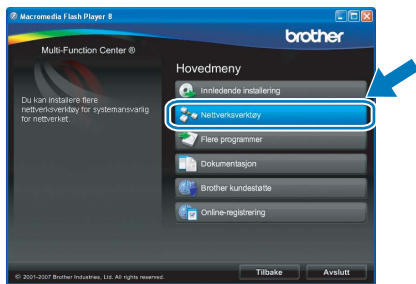 Macromedia Flash Player 8
brother
Multi-Function Center ®
Hovedmeny
Innledende installering
Du kan installere flere
nettverksverktøy for systemansvarlig
for nettverket.
Nettverksverktøy
Flere programmer
Dokumentasjon
Brother kundestøtte
Online-registrering
© 2001-2007 Brother Industries, Ltd. All rights reserved.
Tilbake
Avslutt